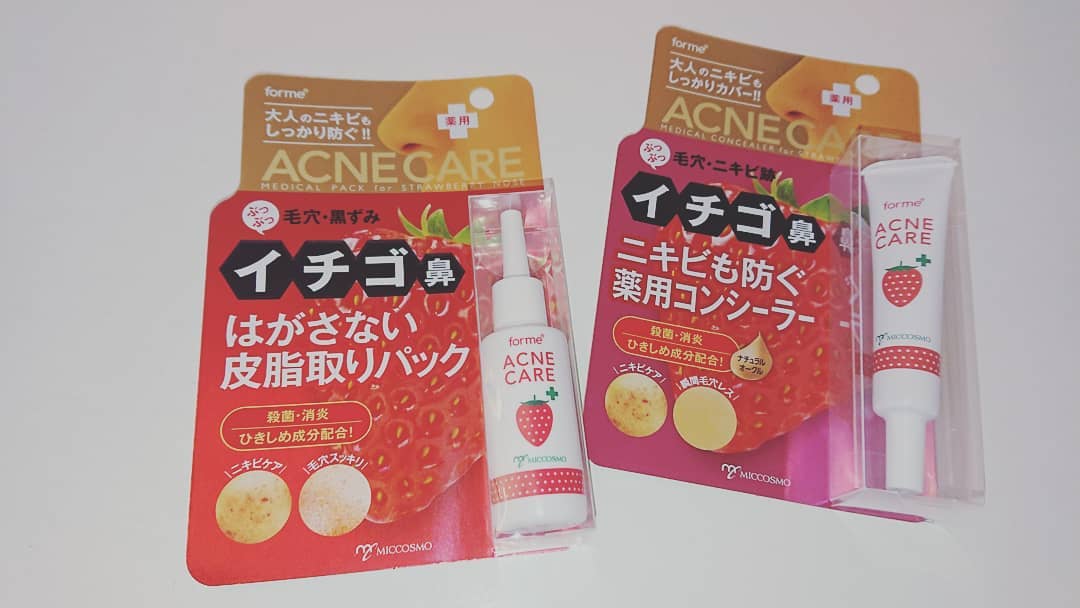 forme
大人のニキビも
しっかり防ぐ!!
薬用
ACNE CARE
MEDICAL PACK for STRAWBERRY NOSE
ぶつぶつ
毛穴・黒ずみ
イチゴ鼻
はがさない
皮脂取りパック
殺菌・消炎
ひきしめ成分配合!
ニキビケア
毛穴スッキリ
MICCOSMO
forme
ACNE
CARE
MICCOSMO
forme
大人のニキビも
しっかりカバー!!
薬用
ACNE CARE
MEDICAL CONCEALER for
ぶつぶつ
毛穴・ニキビ跡
イチゴ鼻
ニキビも防ぐ
薬用コンシーラー
殺菌・消炎
ひきしめ成分配合!
ナチュラル
オークル
ニキビケア
瞬間毛穴レス
MICCOSMO
forme
ACNE
CARE
MICCOSMO